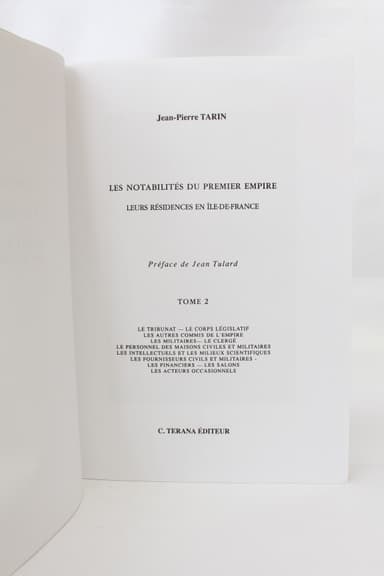 Jean-Pierre TARIN
LES NOTABILITÉS DU PREMIER EMPIRE
LEURS RÉSIDENCES EN ÎLE-DE-FRANCE
Préface de Jean Tulard
TOME 2
LE TRIBUNAT — LE CORPS LÉGISLATIF
LES AUTRES COMMIS DE L'EMPIRE
LES MILITAIRES — LE CLERGÉ
LE PERSONNEL DES MAISONS CIVILES ET MILITAIRES
LES INTELLECTUELS ET LES MILIEUX SCIENTIFIQUES
LES FOURNISSEURS CIVILS ET MILITAIRES -
LES FINANCIERS — LES SALONS
LES ACTEURS OCCASIONNELS
C. TERANA ÉDITEUR